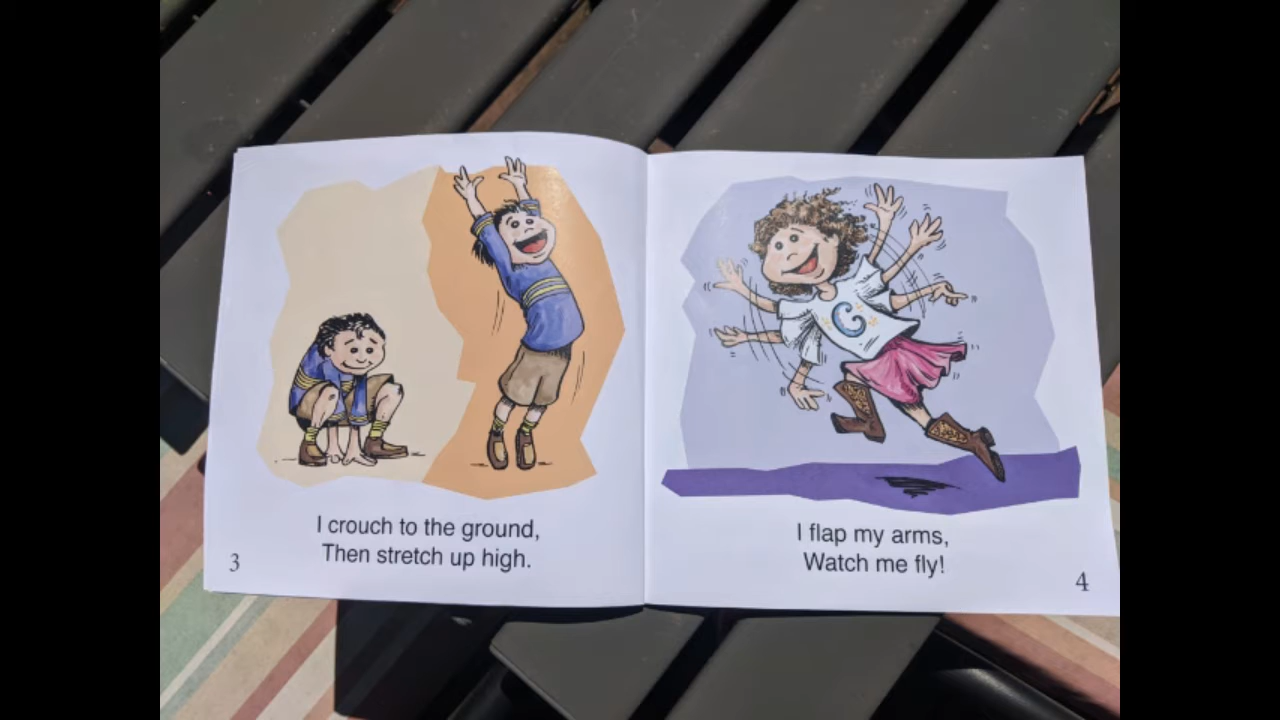 I crouch to the ground,
Then stretch up high.
3
G
I flap my arms,
Watch me fly!
4